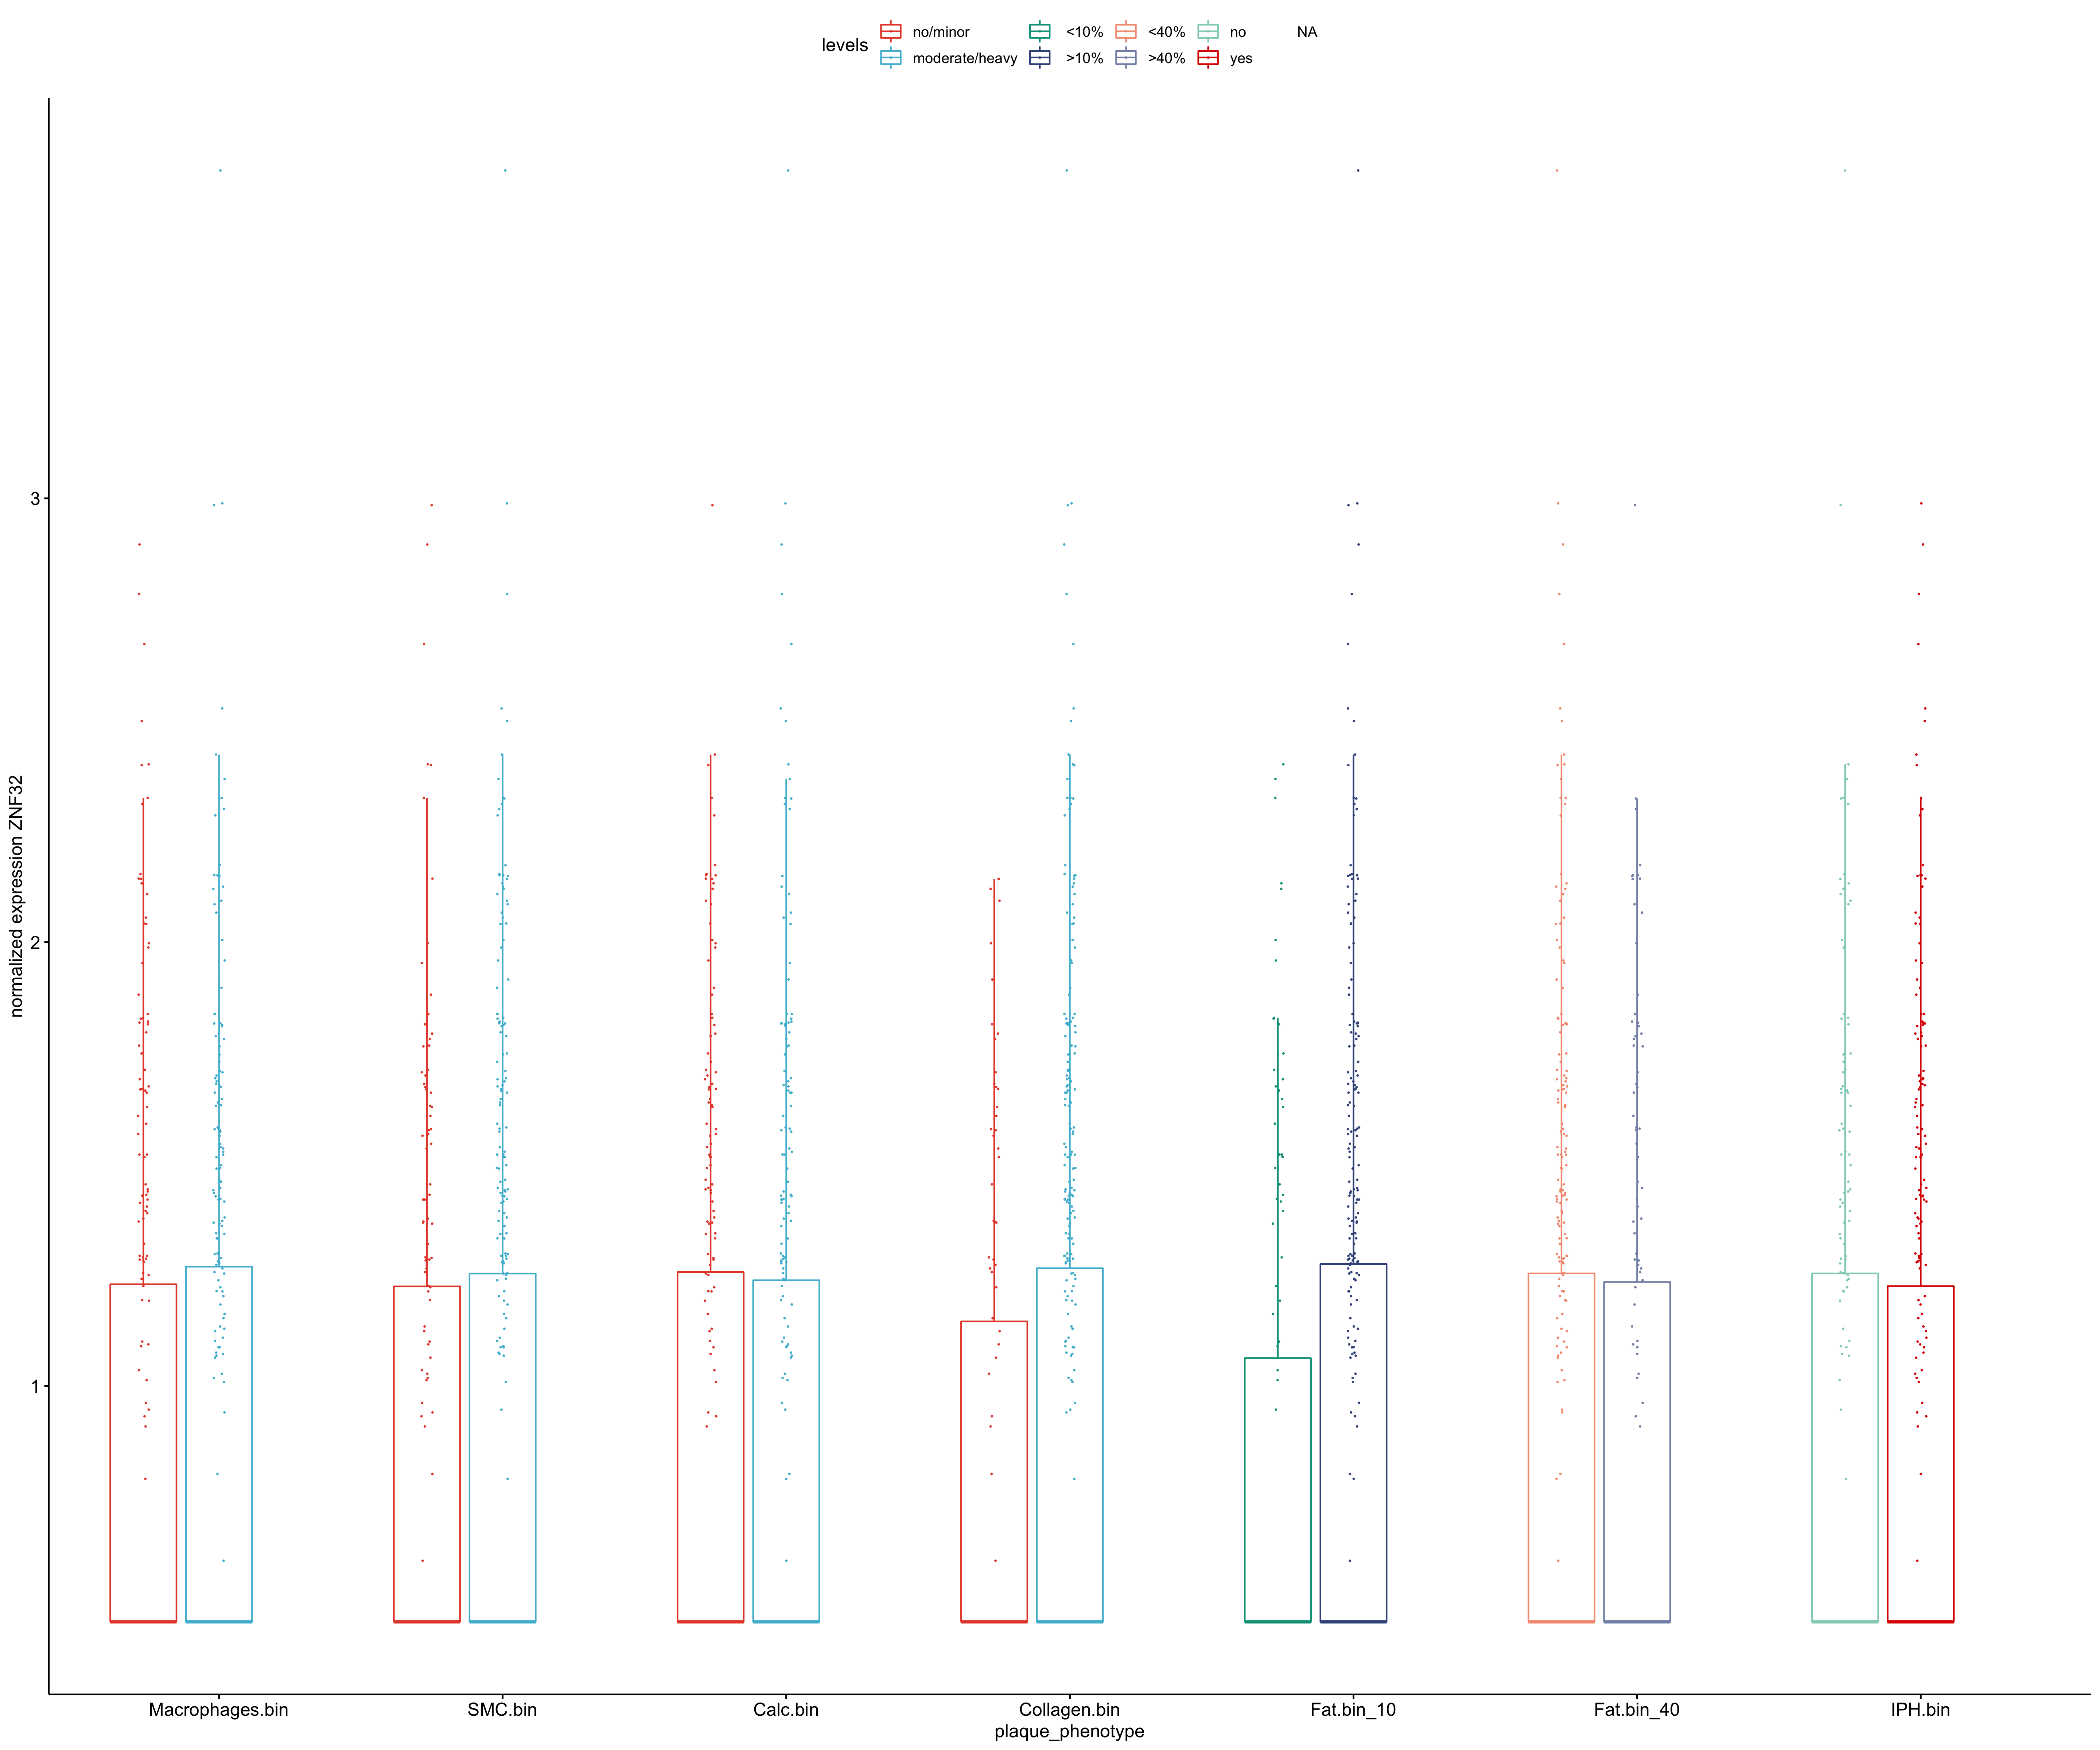 levels
no/minor <10% <40% no NA
moderate/heavy >10% >40% yes
normalized expression ZNF32
3
2
1
Macrophages.bin SMC.bin Calc.bin Collagen.bin Fat.bin_10 Fat.bin_40 IPH.bin
plaque_phenotype